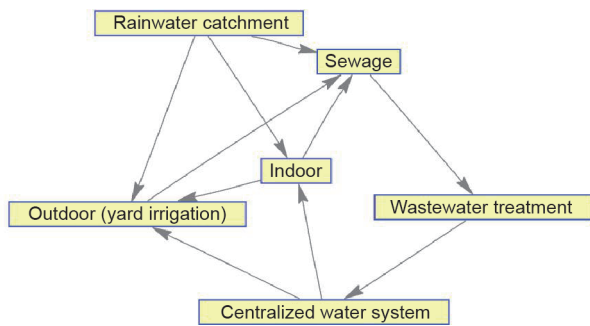 Rainwater catchment
Sewage
Indoor
Outdoor (yard irrigation)
Wastewater treatment
Centralized water system